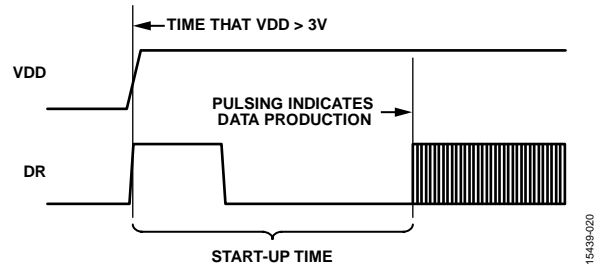 TIME THAT VDD > 3V
VDD
PULSING INDICATES
DATA PRODUCTION
DR
START-UP TIME
15439-020